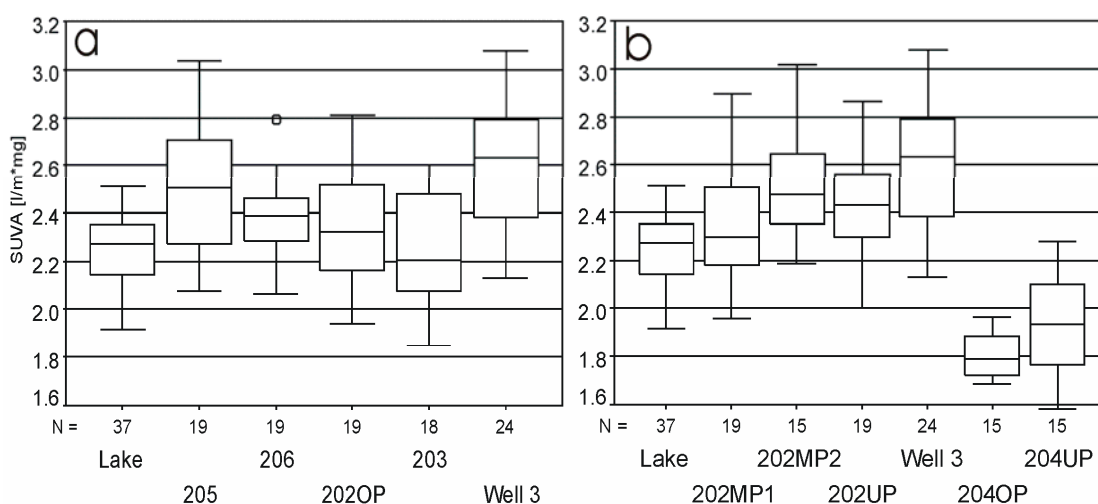 a
b
SUVA [l/m*mg]
3.2
3.0
2.8
2.6
2.4
2.2
2.0
1.8
1.6
N = 37 19 19 19 18 24
Lake 206 203
205 202OP Well 3
3.2
3.0
2.8
2.6
2.4
2.2
2.0
1.8
1.6
N = 37 19 15 19 24 15 15
Lake 202MP2 Well 3 204UP
202MP1 202UP 204OP